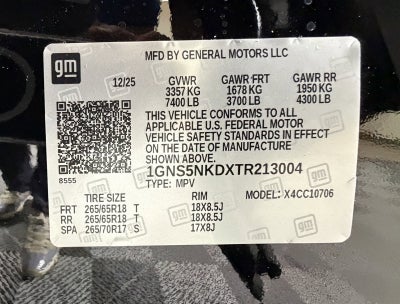 gm
MFD BY GENERAL MOTORS LLC
12/25 GVWR GAWR FRT GAWR RR
3357 KG 1678 KG 1950 KG
7400 LB 3700 LB 4300 LB
THIS VEHICLE CONFORMS TO ALL
APPLICABLE U.S. FEDERAL MOTOR
VEHICLE SAFETY STANDARDS IN EFFECT
ON THE DATE OF MANUFACTURE
SHOWN ABOVE.
1GNS5NKDXTR213004
8555 TYPE: MPV
TIRE SIZE RIM MODEL: X4CC10706
FRT 265/65R18 T 18X8.5J
RR 265/65R18 T 18X8.5J
SPA 265/70R17 S 17X8J